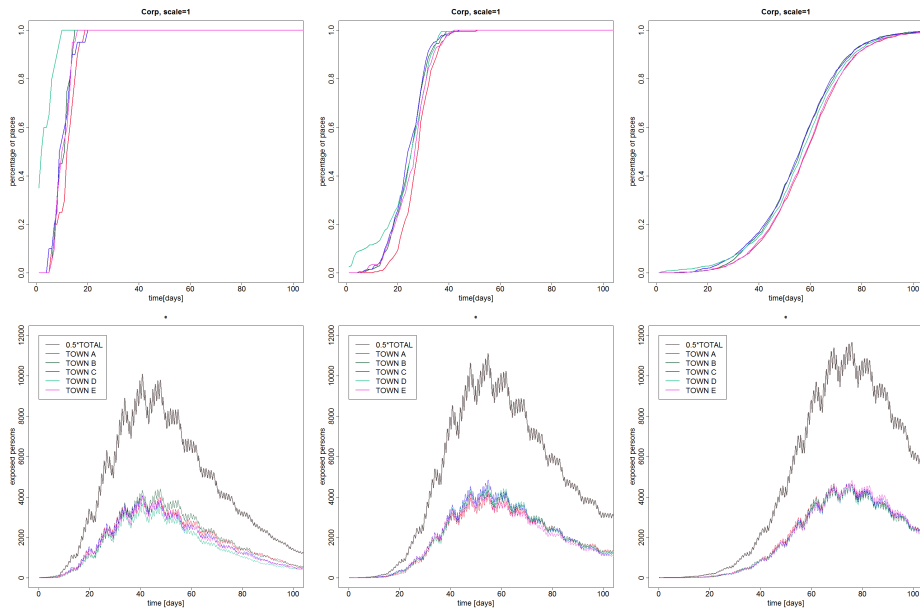 Corp, scale=1
percentage of places
0.0 0.2 0.4 0.6 0.8 1.0
0 20 40 60 80 100
time[days]
Corp, scale=1
percentage of places
0.0 0.2 0.4 0.6 0.8 1.0
0 20 40 60 80 100
time[days]
Corp, scale=1
percentage of places
0.0 0.2 0.4 0.6 0.8 1.0
0 20 40 60 80 100
time[days]
exposed persons
0 2000 4000 6000 8000 10000 12000
0.5*TOTAL
TOWN A
TOWN B
TOWN C
TOWN D
TOWN E
0 20 40 60 80 100
time [days]
exposed persons
0 2000 4000 6000 8000 10000 12000
0.5*TOTAL
TOWN A
TOWN B
TOWN C
TOWN D
TOWN E
0 20 40 60 80 100
time [days]
exposed persons
0 2000 4000 6000 8000 10000 12000
0.5*TOTAL
TOWN A
TOWN B
TOWN C
TOWN D
TOWN E
0 20 40 60 80 100
time [days]